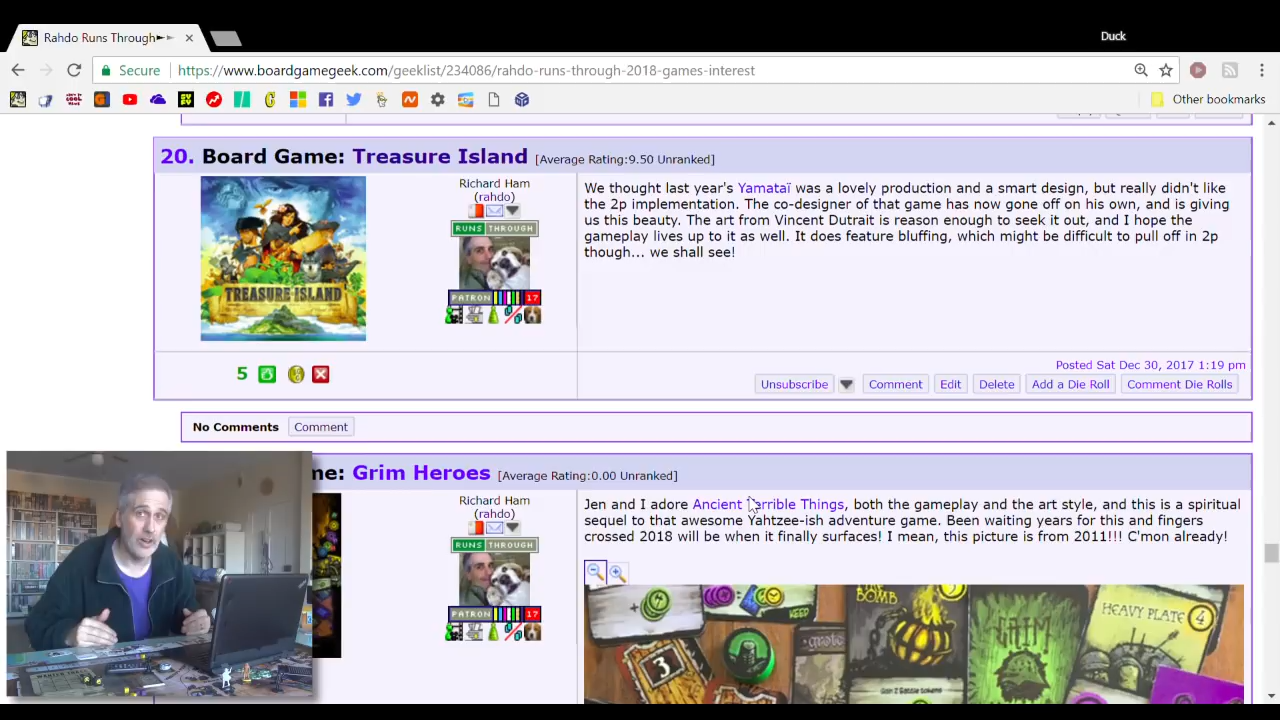 Rahdo Runs Through
Duck
Secure
https://www.boardgamegeek.com/geeklist/234086/rahdo-runs-through-2018-games-interest
Other bookmarks
20. Board Game: Treasure Island [Average Rating:9.50 Unranked]
TREASURE ISLAND
Richard Ham
(rahdo)
RUNS THROUGH
PATRON 17
We thought last year's Yamataï was a lovely production and a smart design, but really didn't like
the 2p implementation. The co-designer of that game has now gone off on his own, and is giving
us this beauty. The art from Vincent Dutrait is reason enough to seek it out, and I hope the
gameplay lives up to it as well. It does feature bluffing, which might be difficult to pull off in 2p
though... we shall see!
5
Posted Sat Dec 30, 2017 1:19 pm
Unsubscribe Comment Edit Delete Add a Die Roll Comment Die Rolls
No Comments Comment
me: Grim Heroes [Average Rating:0.00 Unranked]
Richard Ham
(rahdo)
RUNS THROUGH
PATRON 17
Jen and I adore Ancient Terrible Things, both the gameplay and the art style, and this is a spiritual
sequel to that awesome Yahtzee-ish adventure game. Been waiting years for this and fingers
crossed 2018 will be when it finally surfaces! I mean, this picture is from 2011!!! C'mon already!
KEEP
BOMB
3
HEAVY PLATE 4